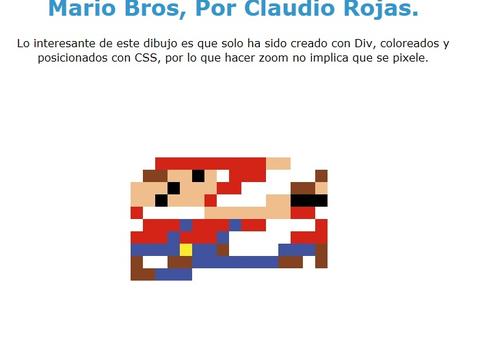 Mario Bros, Por Claudio Rojas.
Lo interesante de este dibujo es que solo ha sido creado con Div, coloreados y
posicionados con CSS, por lo que hacer zoom no implica que se pixele.